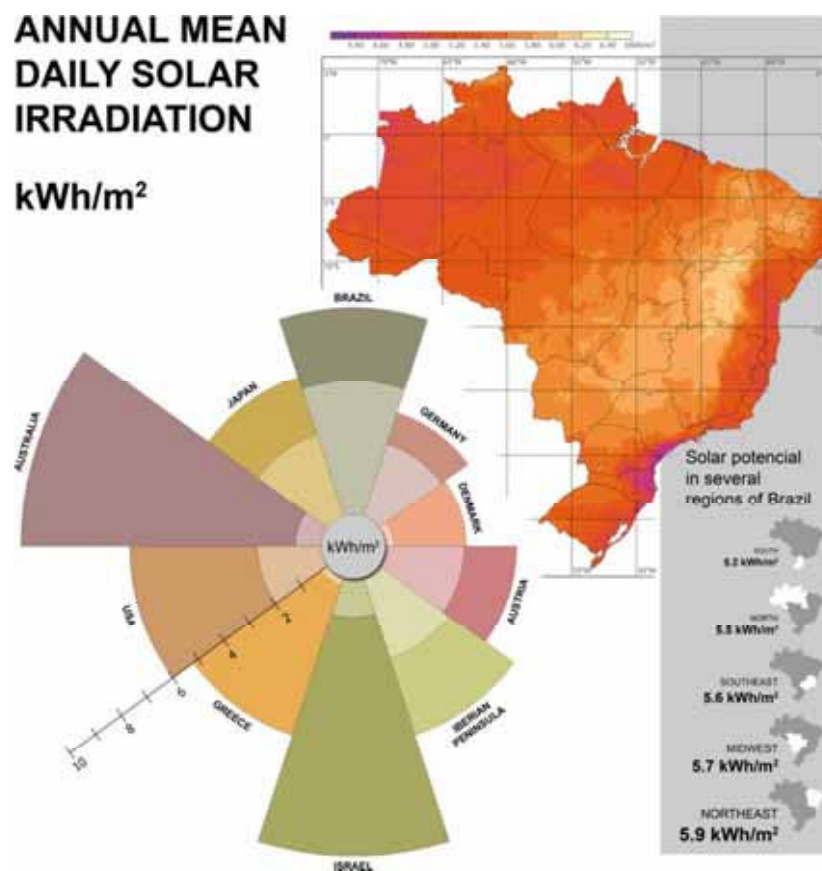 ANNUAL MEAN
DAILY SOLAR
IRRADIATION
kWh/m²
BRAZIL
JAPAN
GERMANY
AUSTRALIA
DENMARK
kWh/m²
AUSTRIA
USA
GREECE
IBERIAN
PENINSULA
ISRAEL
2
4
6
8
10
Solar potencial
in several
regions of Brazil
SOUTH
5.2 kWh/m²
NORTH
5.5 kWh/m²
SOUTHEAST
5.6 kWh/m²
MIDWEST
5.7 kWh/m²
NORTHEAST
5.9 kWh/m²